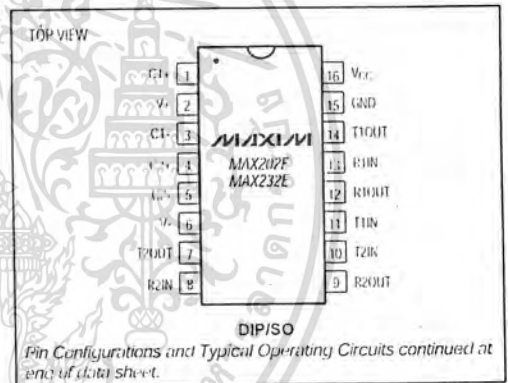 TOP VIEW
C1+ 1
V+ 2
C1- 3
C2+ 4
C2- 5
V- 6
T2OUT 7
R2IN 8
MAXIM
MAX202E
MAX232E
16 VCC
15 GND
14 T1OUT
13 R1IN
12 R1OUT
11 T1IN
10 T2IN
9 R2OUT
DIP/SO
Pin Configurations and Typical Operating Circuits continued at
end of data sheet.